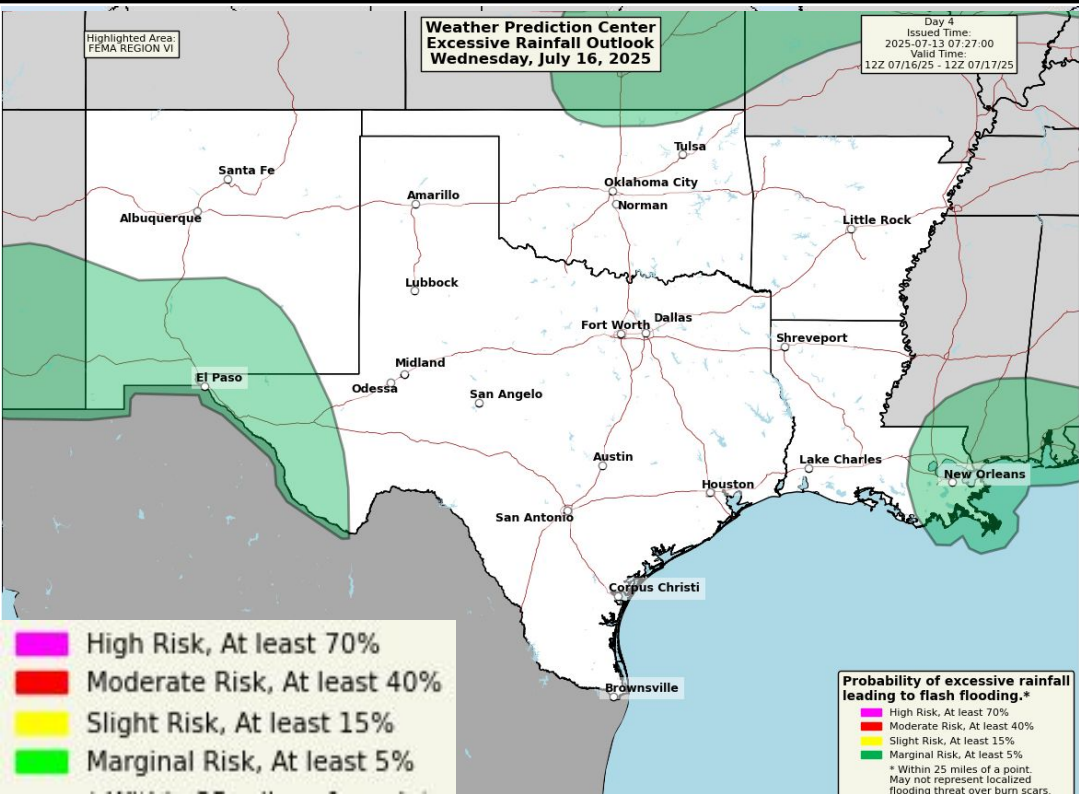 Highlighted Area:
FEMA REGION VI
Weather Prediction Center
Excessive Rainfall Outlook
Wednesday, July 16, 2025
Day 4
Issued Time:
2025-07-13 07:27:00
Valid Time:
12Z 07/16/25 - 12Z 07/17/25
Tulsa
Santa Fe
Oklahoma City
Amarillo
Norman
Albuquerque
Little Rock
Lubbock
Dallas
Fort Worth
Shreveport
Midland
El Paso
Odessa
San Angelo
Austin
Lake Charles
New Orleans
Houston
San Antonio
Corpus Christi
Brownsville
High Risk, At least 70%
Moderate Risk, At least 40%
Slight Risk, At least 15%
Marginal Risk, At least 5%
Probability of excessive rainfall
leading to flash flooding.*
High Risk, At least 70%
Moderate Risk, At least 40%
Slight Risk, At least 15%
Marginal Risk, At least 5%
* Within 25 miles of a point.
May not represent localized
flooding threat over burn scars.